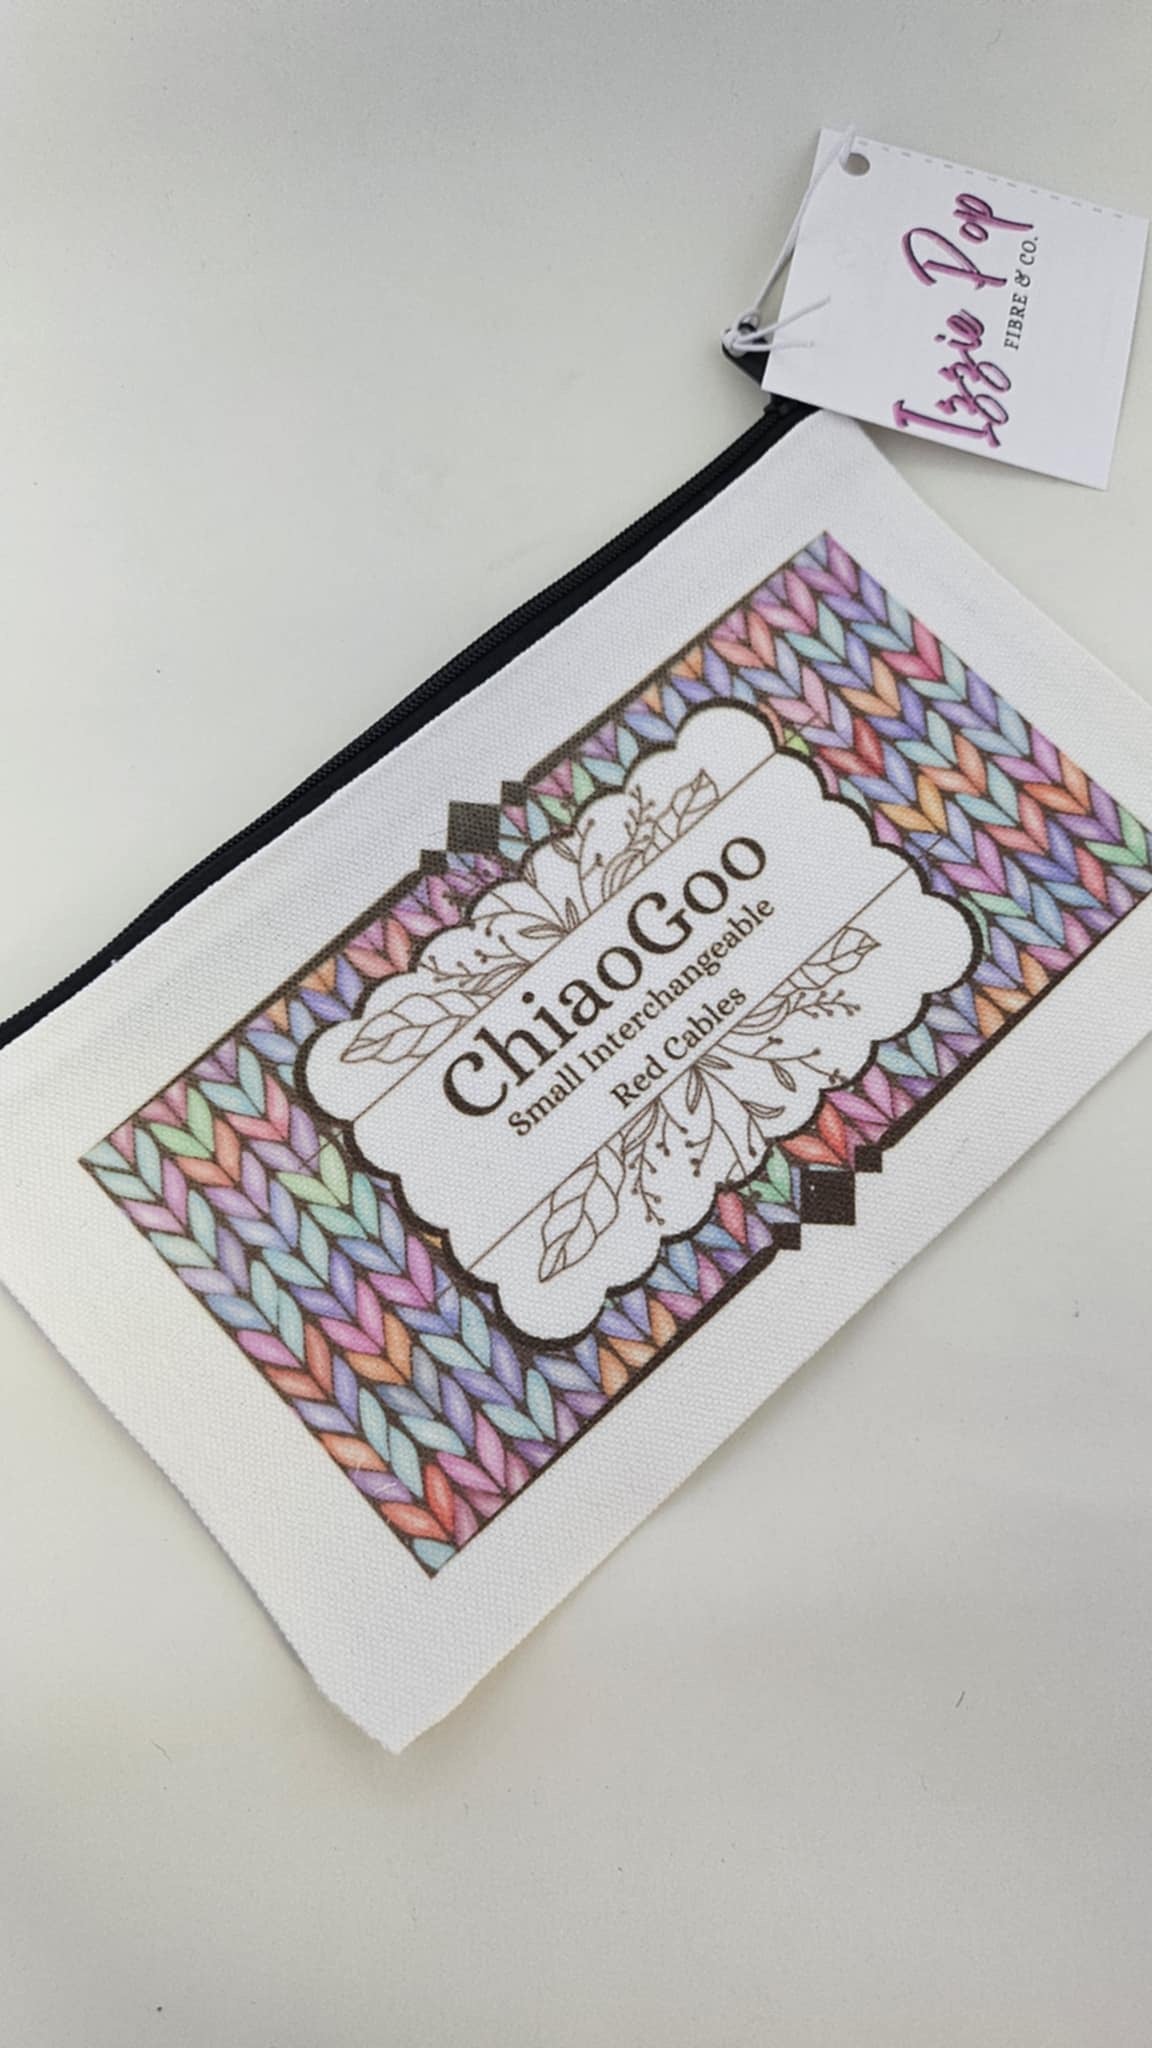 Izzie Pop
FIBRE & CO.
ChiaoGoo
Small Interchangeable
Red Cables